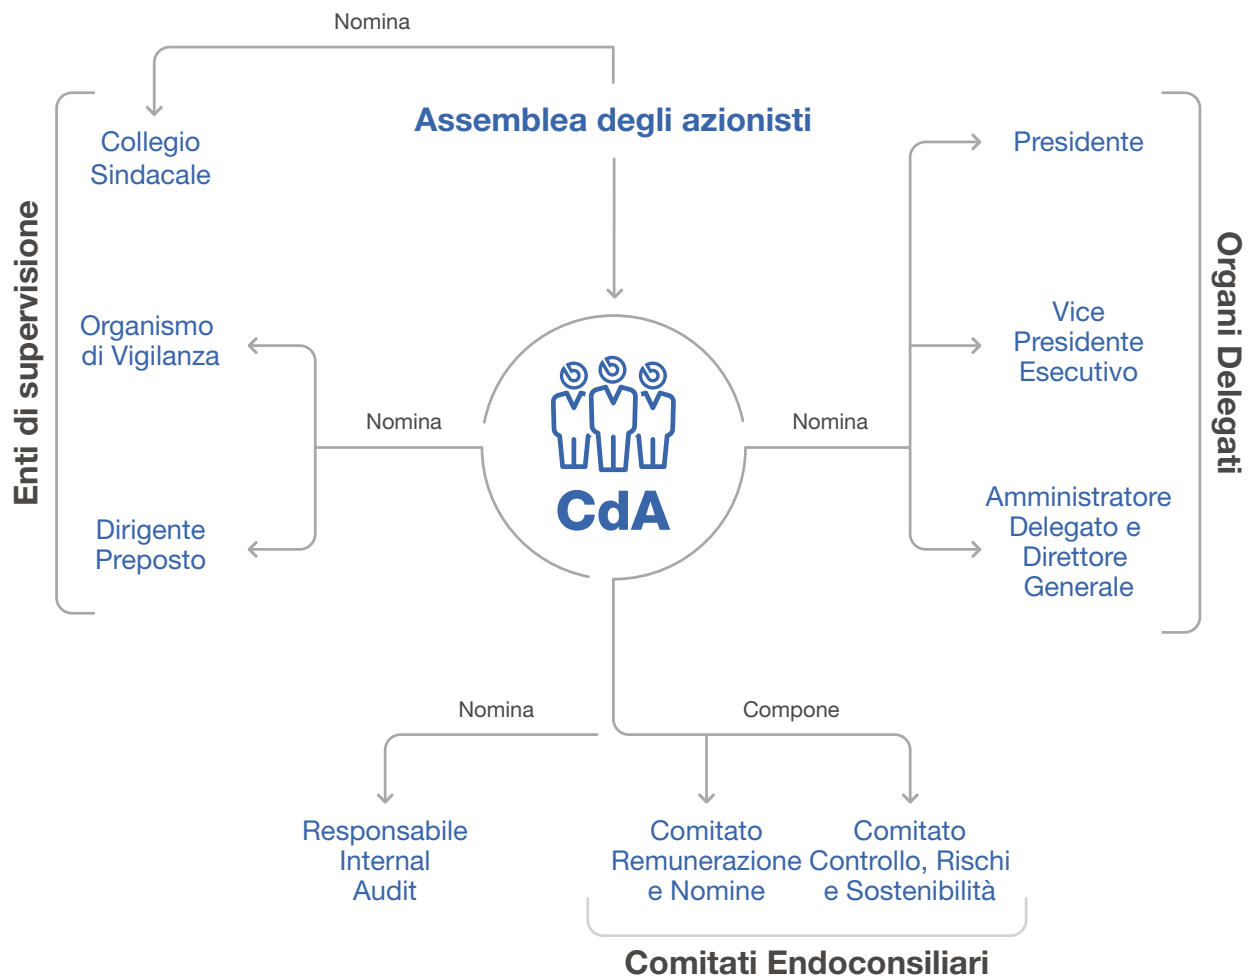 Nomina
Assemblea degli azionisti
Enti di supervisione
Collegio
Sindacale
Organismo
di Vigilanza
Dirigente
Preposto
Nomina
CdA
Nomina
Presidente
Vice
Presidente
Esecutivo
Amministratore
Delegato e
Direttore
Generale
Organi Delegati
Nomina
Compone
Responsabile
Internal
Audit
Comitato
Remunerazione
e Nomine
Comitato
Controllo, Rischi
e Sostenibilità
Comitati Endoconsiliari